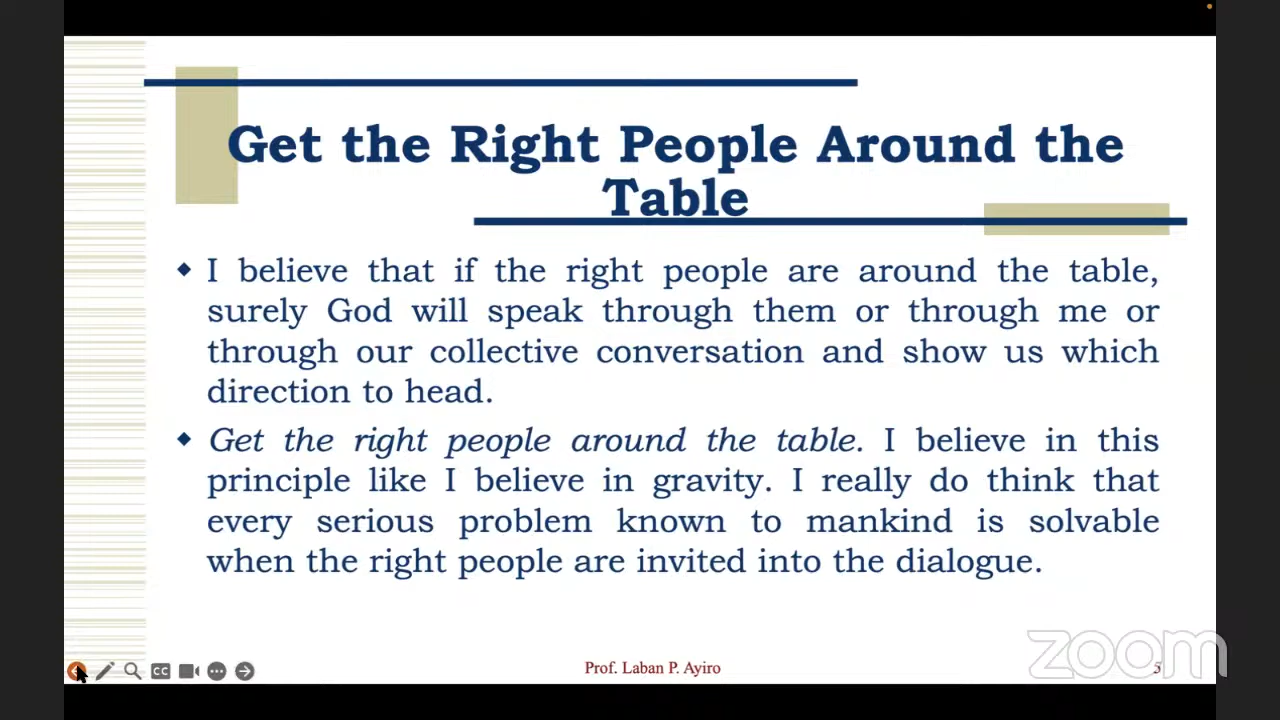 Get the Right People Around the
Table
I believe that if the right people are around the table,
surely God will speak through them or through me or
through our collective conversation and show us which
direction to head.
Get the right people around the table. I believe in this
principle like I believe in gravity. I really do think that
every serious problem known to mankind is solvable
when the right people are invited into the dialogue.
CC
Prof. Laban P. Ayiro
5
zoom